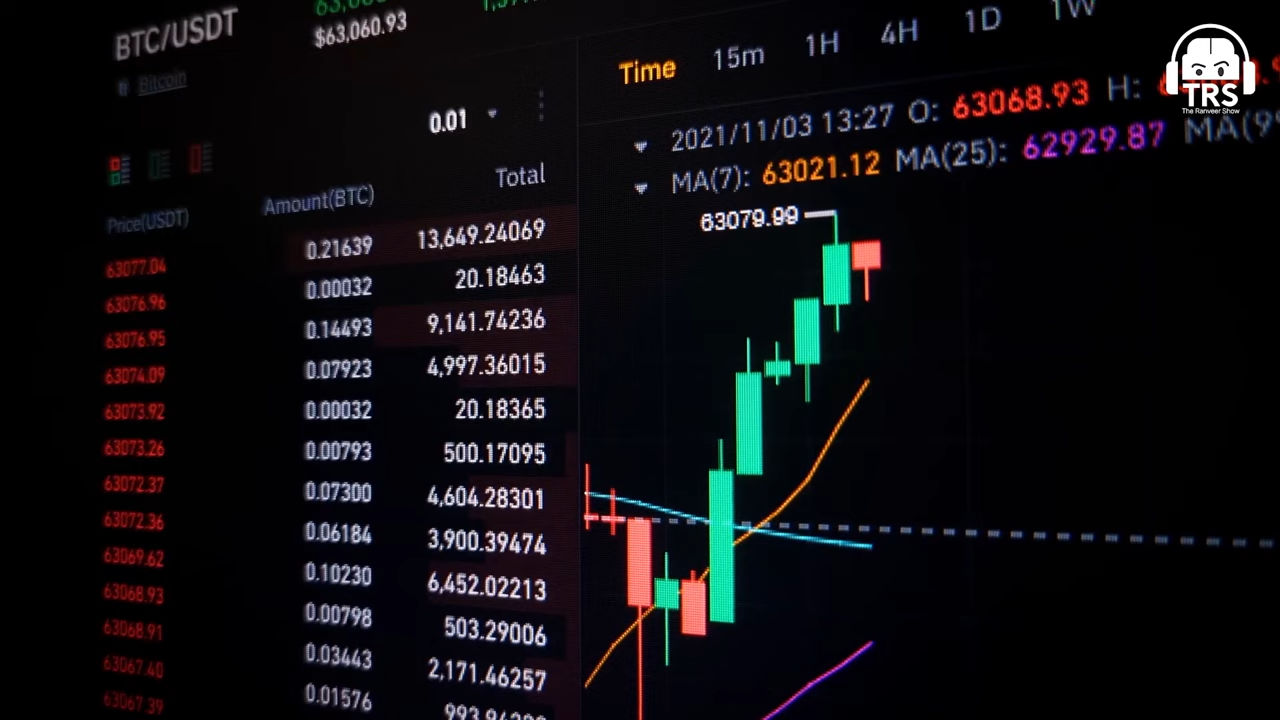 BTC/USDT
$63,060.93
Bitcoin
0.01
Price(USDT) Amount(BTC) Total
63077.04 0.21639 13,649.24069
63076.96 0.00032 20.18463
63076.95 0.14493 9,141.74236
63074.09 0.07923 4,997.36015
63073.92 0.00032 20.18365
63073.26 0.00793 500.17095
63072.37 0.07300 4,604.28301
63072.36 0.06184 3,900.39474
63069.62 0.10230 6,452.02213
63068.93 0.00798 503.29006
63068.91 0.03443 2,171.46257
63067.40 0.01576
63067.39
Time 15m 1H 4H 1D 1W
2021/11/03 13:27 O: 63068.93 H:
MA(7): 63021.12 MA(25): 62929.87
63079.99
TRS
The Ranveer Show